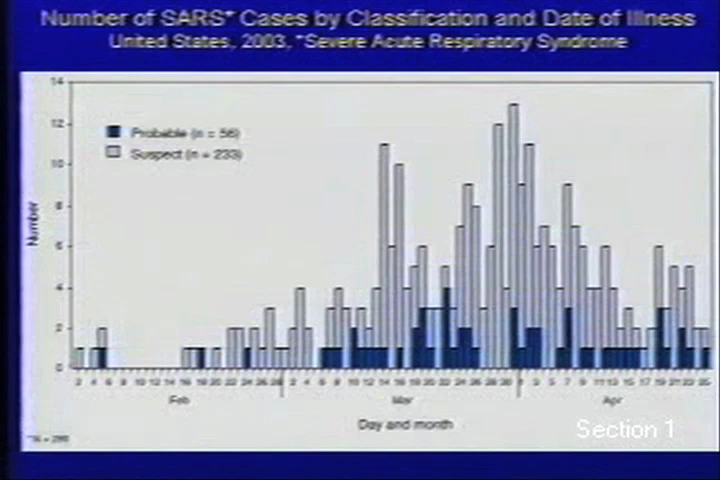 Number of SARS* Cases by Classification and Date of Illness
United States, 2003, *Severe Acute Respiratory Syndrome
14
12
10
8
6
4
2
0
Number
Probable (n = 56)
Suspect (n = 233)
2 4 6 8 10 12 14 16 18 20 22 24 26 28 2 4 6 8 10 12 14 16 18 20 22 24 26 28 30 1 3 5 7 9 11 13 15 17 19 21 23 25
Feb Mar Apr
Day and month
Section 1